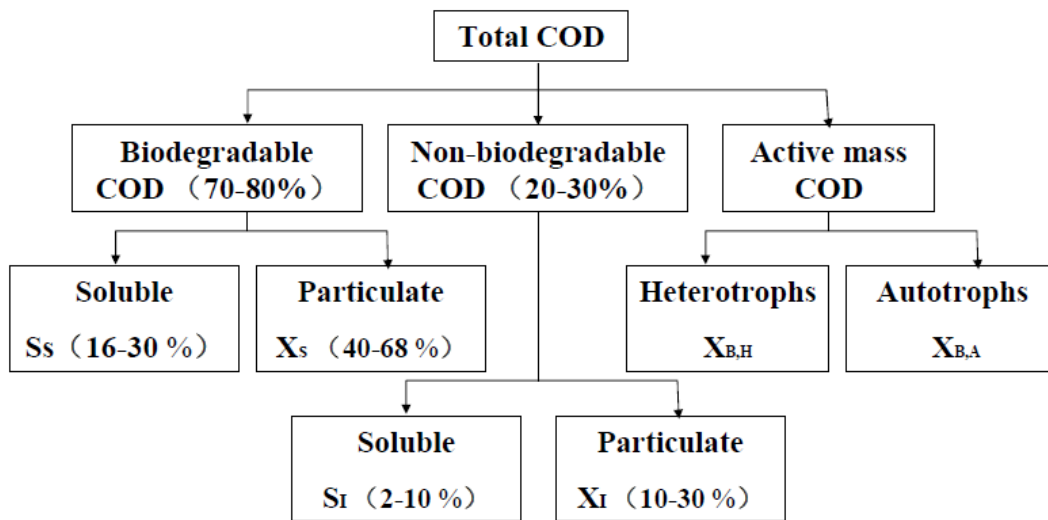 Total COD
Biodegradable
COD（70-80%）
Non-biodegradable
COD（20-30%）
Active mass
COD
Soluble
Ss（16-30 %）
Particulate
Xs（40-68 %）
Heterotrophs
XB,H
Autotrophs
XB,A
Soluble
SI（2-10 %）
Particulate
XI（10-30 %）